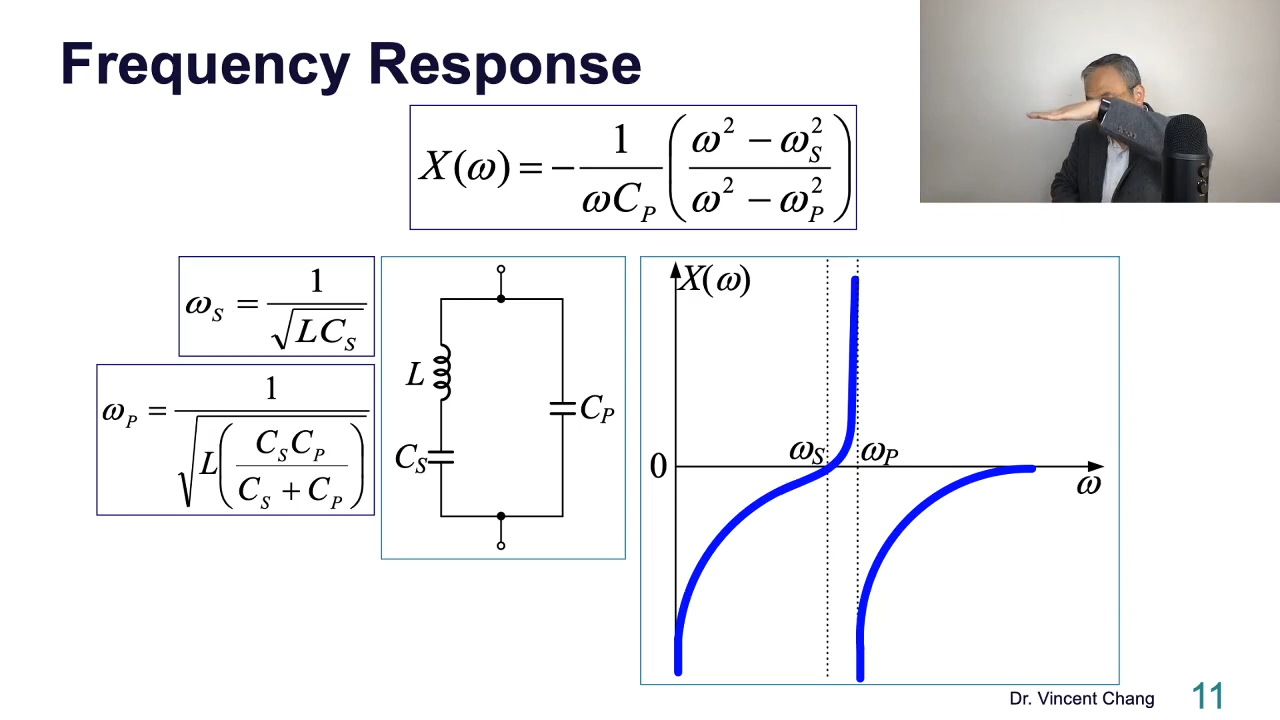 Frequency Response
X(ω) = − 1/(ωC_P) ( (ω² − ω_S²) / (ω² − ω_P²) )
ω_S = 1/√(LC_S)
ω_P = 1/√(L( C_S C_P / (C_S + C_P) ))
L
C_S
C_P
X(ω)
0
ω_S
ω_P
ω
Dr. Vincent Chang
11